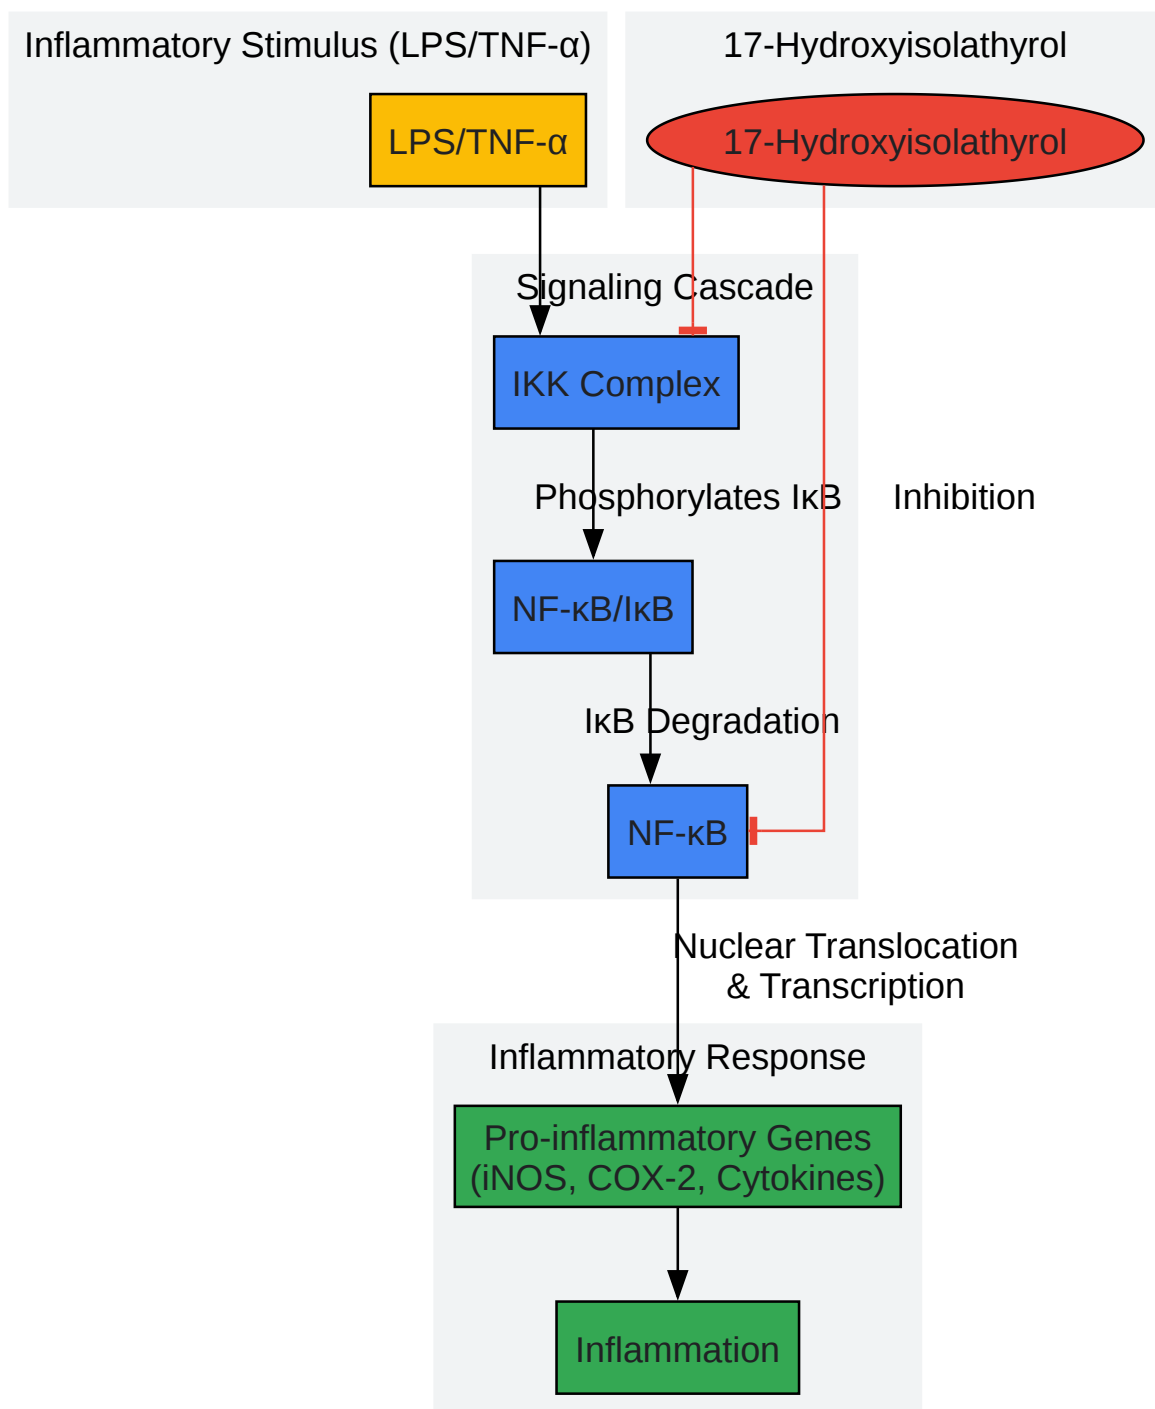 Inflammatory Stimulus (LPS/TNF-α)
17-Hydroxyisolathyrol
LPS/TNF-α
17-Hydroxyisolathyrol
Signaling Cascade
IKK Complex
Phosphorylates IκB
Inhibition
NF-κB/IκB
IκB Degradation
NF-κB
Nuclear Translocation
& Transcription
Inflammatory Response
Pro-inflammatory Genes
(iNOS, COX-2, Cytokines)
Inflammation